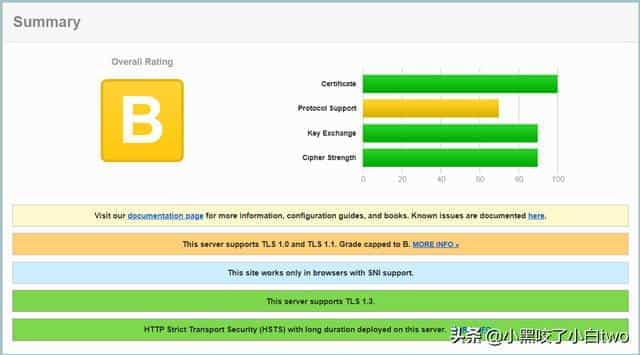 Summary
Overall Rating
B
Certificate
Protocol Support
Key Exchange
Cipher Strength
0 20 40 60 80 100
Visit our documentation page for more information, configuration guides, and books. Known issues are documented here.
This server supports TLS 1.0 and TLS 1.1. Grade capped to B. MORE INFO »
This site works only in browsers with SNI support.
This server supports TLS 1.3.
HTTP Strict Transport Security (HSTS) with long duration deployed on this server.
头条 @小黑咬了小白two